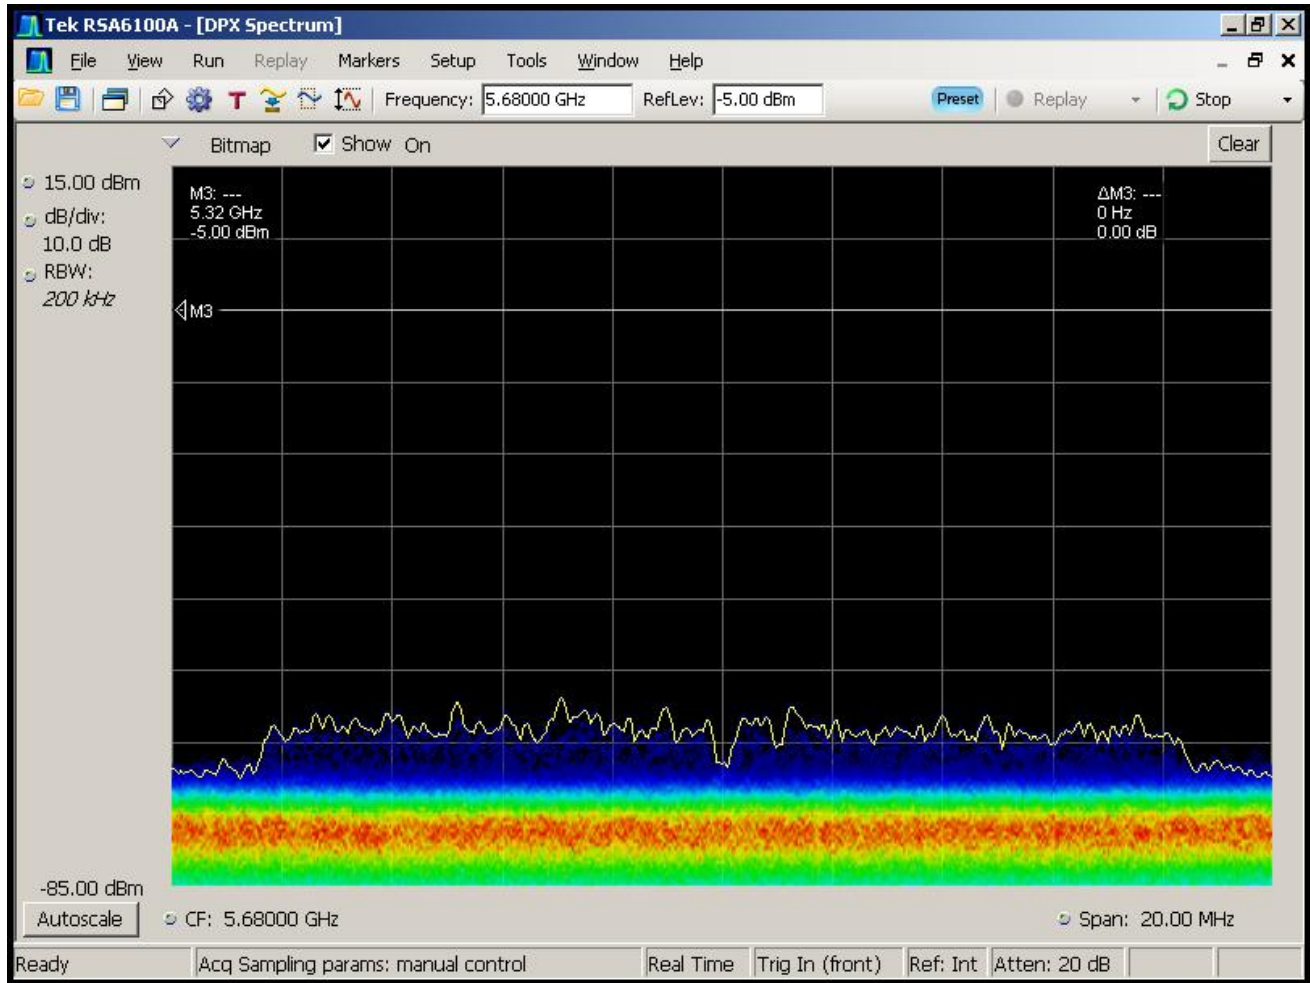 Tek RSA6100A - [DPX Spectrum]
File View Run Replay Markers Setup Tools Window Help
T Frequency: 5.68000 GHz RefLev: -5.00 dBm Preset Replay Stop
Bitmap Show On Clear
15.00 dBm
dB/div:
10.0 dB
RBW:
200 kHz
M3: ---
5.32 GHz
-5.00 dBm
ΔM3: ---
0 Hz
0.00 dB
M3
-85.00 dBm
Autoscale CF: 5.68000 GHz Span: 20.00 MHz
Ready Acq Sampling params: manual control Real Time Trig In (front) Ref: Int Atten: 20 dB